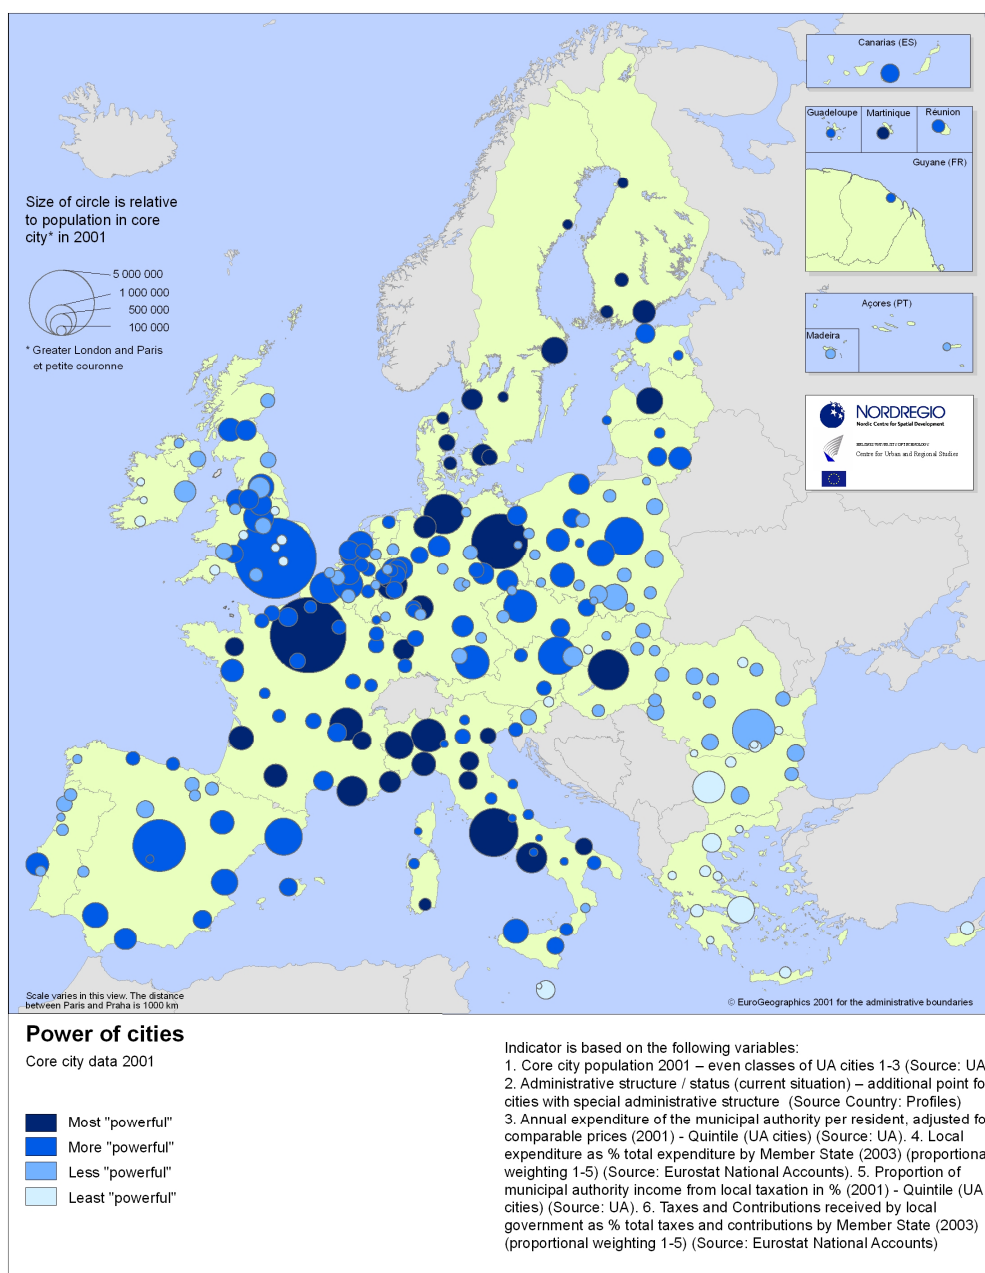 Canarias (ES)
Guadeloupe
Martinique
Réunion
Guyane (FR)
Size of circle is relative
to population in core
city* in 2001
5 000 000
1 000 000
500 000
100 000
* Greater London and Paris
et petite couronne
Açores (PT)
Madeira
NORDREGIO
Nordic Centre for Spatial Development
Centre for Urban and Regional Studies
Scale varies in this view. The distance
between Paris and Praha is 1000 km
© EuroGeographics 2001 for the administrative boundaries
Power of cities
Core city data 2001
Most "powerful"
More "powerful"
Less "powerful"
Least "powerful"
Indicator is based on the following variables:
1. Core city population 2001 – even classes of UA cities 1-3 (Source: UA
2. Administrative structure / status (current situation) – additional point fo
cities with special administrative structure (Source Country: Profiles)
3. Annual expenditure of the municipal authority per resident, adjusted fo
comparable prices (2001) - Quintile (UA cities) (Source: UA). 4. Local
expenditure as % total expenditure by Member State (2003) (proportiona
weighting 1-5) (Source: Eurostat National Accounts). 5. Proportion of
municipal authority income from local taxation in % (2001) - Quintile (UA
cities) (Source: UA). 6. Taxes and Contributions received by local
government as % total taxes and contributions by Member State (2003)
(proportional weighting 1-5) (Source: Eurostat National Accounts)